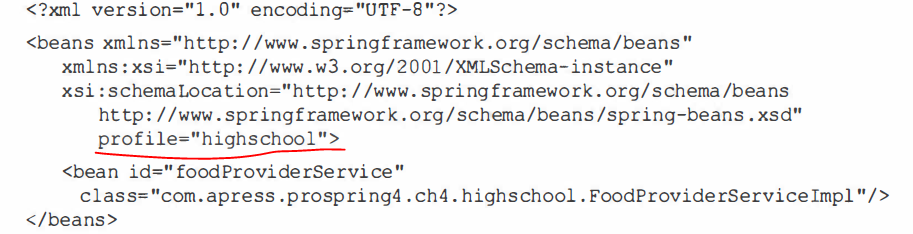 <?xml version="1.0" encoding="UTF-8"?>
<beans xmlns="http://www.springframework.org/schema/beans"
xmlns:xsi="http://www.w3.org/2001/XMLSchema-instance"
xsi:schemaLocation="http://www.springframework.org/schema/beans
http://www.springframework.org/schema/beans/spring-beans.xsd"
profile="highschool">
<bean id="foodProviderService"
class="com.apress.prospring4.ch4.highschool.FoodProviderServiceImpl"/>
</beans>